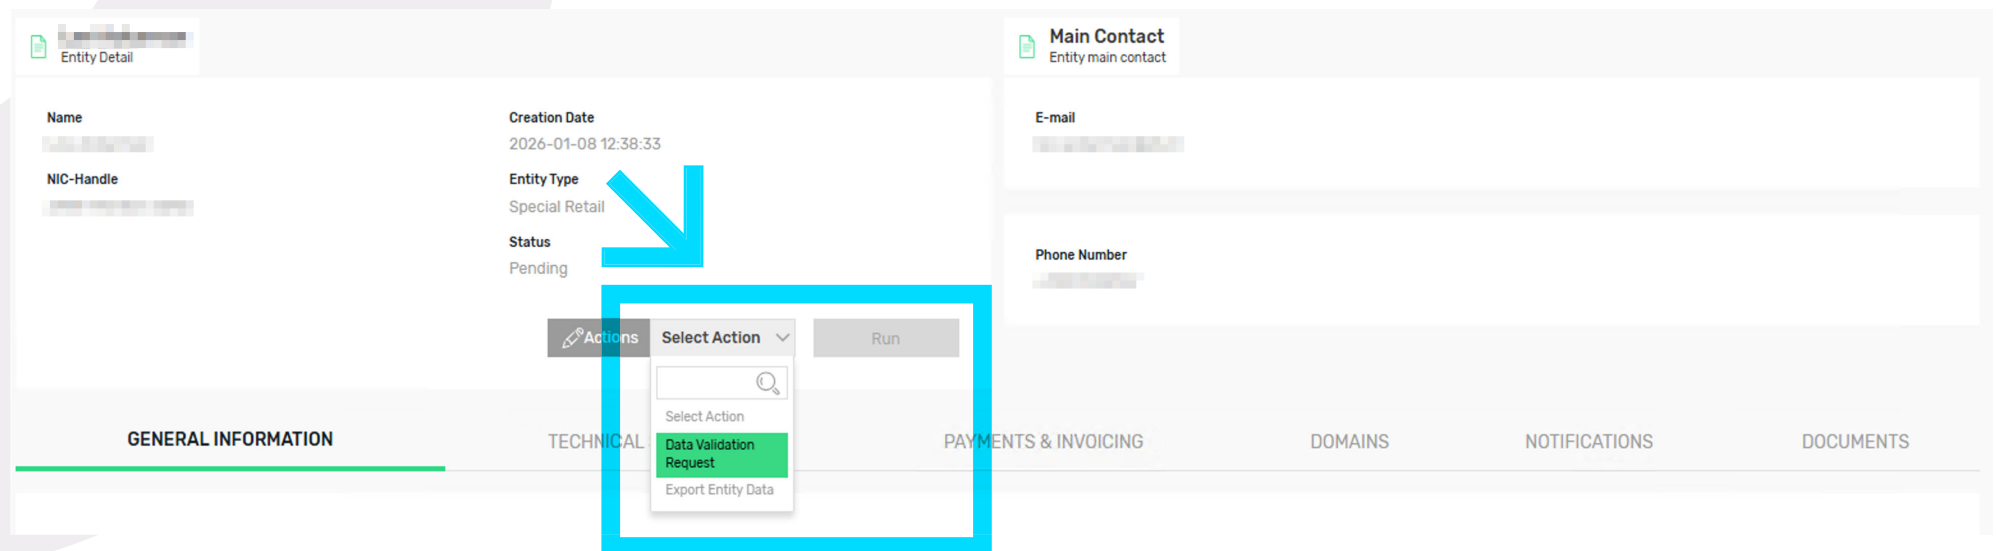 Entity Detail
Main Contact
Entity main contact
Name
Creation Date
2026-01-08 12:38:33
E-mail
NIC-Handle
Entity Type
Special Retail
Status
Pending
Phone Number
Actions
Select Action
Run
Select Action
Data Validation
Request
Export Entity Data
GENERAL INFORMATION
TECHNICAL
PAYMENTS & INVOICING
DOMAINS
NOTIFICATIONS
DOCUMENTS